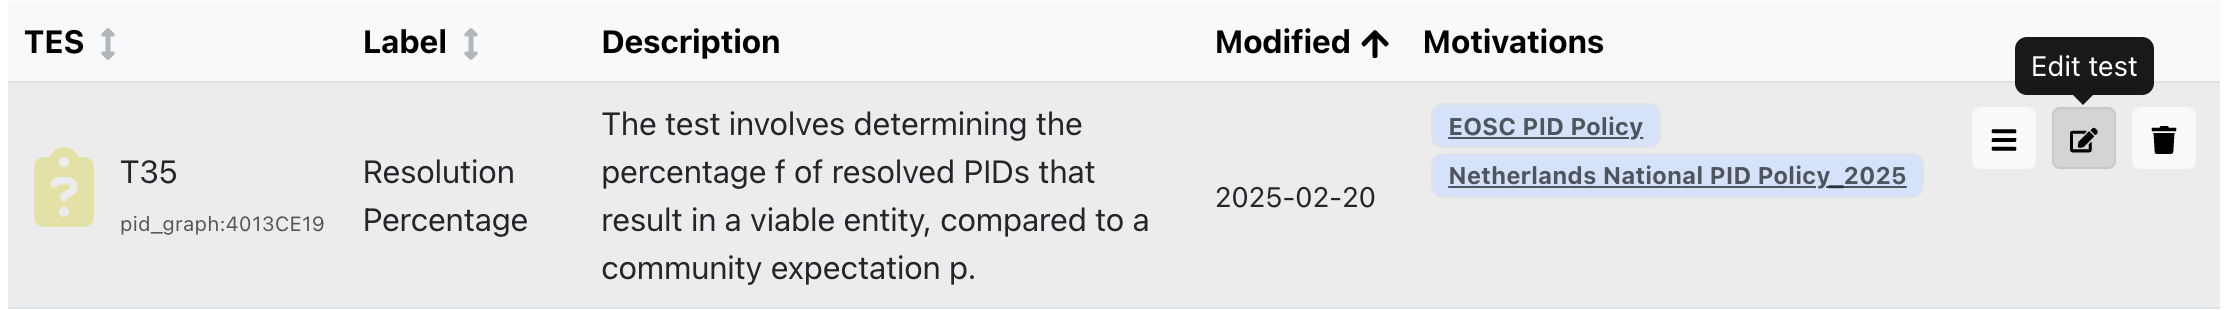 TES Label Description Modified Motivations
Edit test
T35
pid_graph:4013CE19
Resolution
Percentage
The test involves determining the
percentage f of resolved PIDs that
result in a viable entity, compared to a
community expectation p.
2025-02-20
EOSC PID Policy
Netherlands National PID Policy_2025